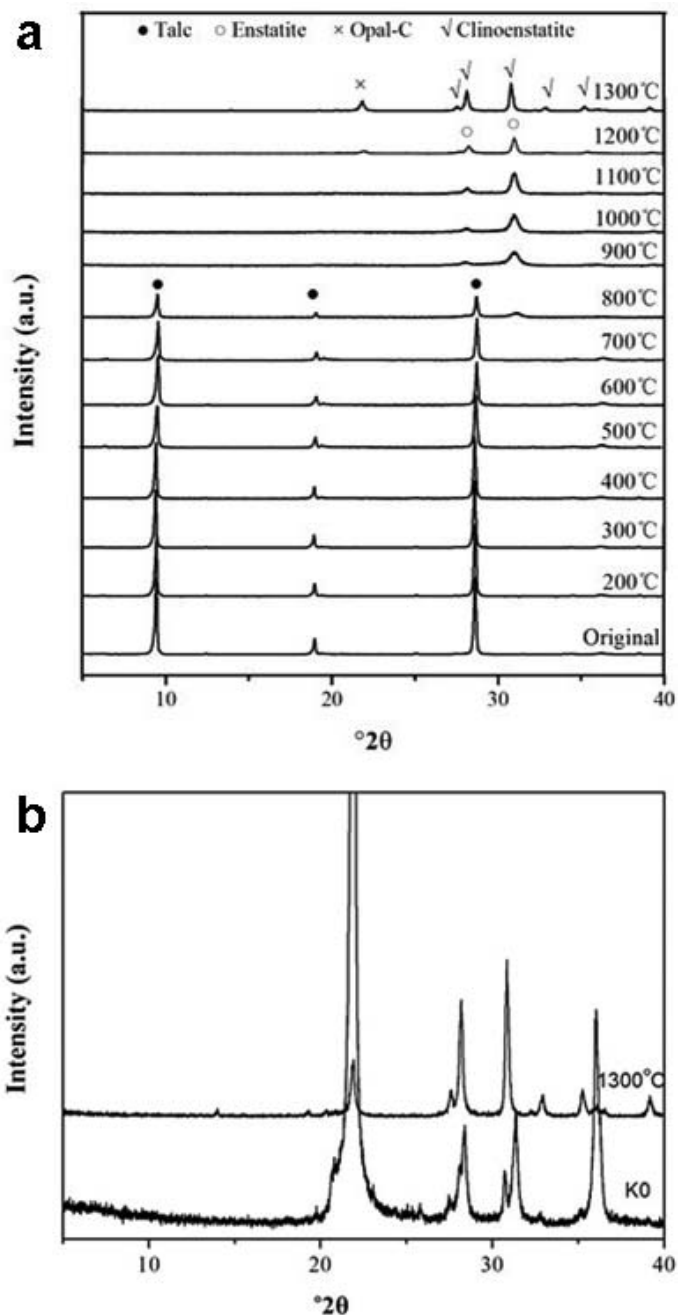 a
● Talc ○ Enstatite × Opal-C √ Clinoenstatite
× √ √ √ √ √
1300℃
○ ○
1200℃
1100℃
1000℃
900℃
● ● ●
800℃
700℃
600℃
500℃
400℃
300℃
200℃
Original
Intensity (a.u.)
10 20 30 40
°2θ
b
1300°C
K0
Intensity (a.u.)
10 20 30 40
°2θ